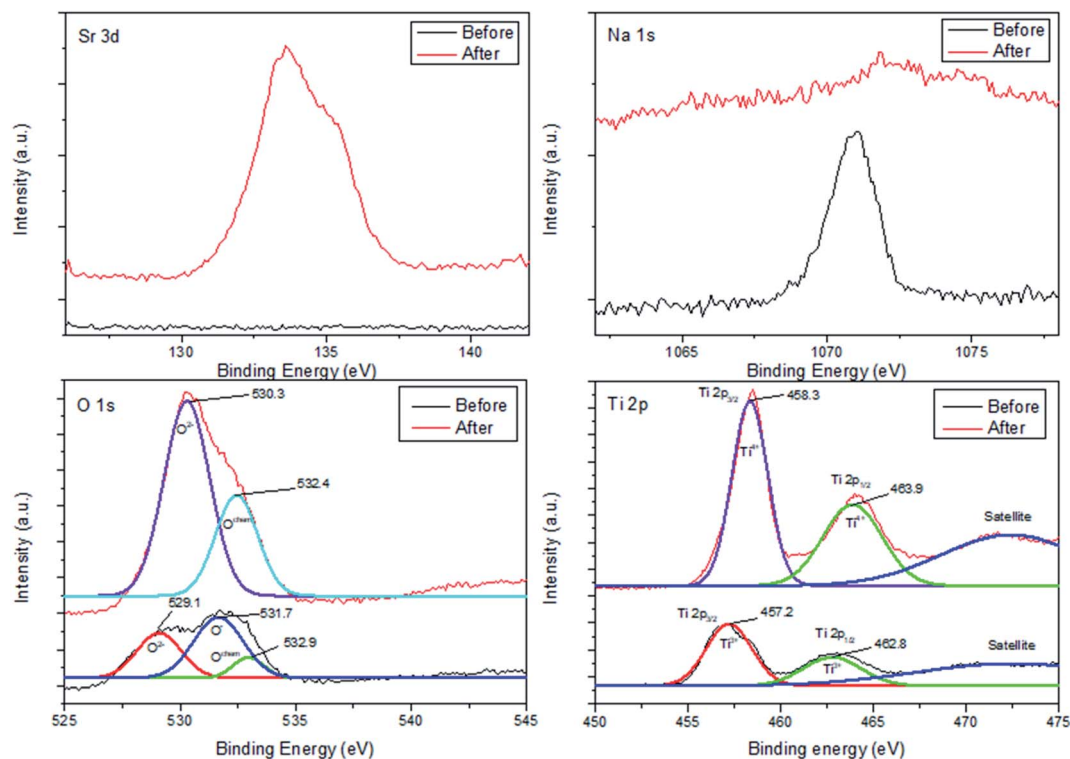 Sr 3d
Before
After
Intensity (a.u.)
130 135 140
Binding Energy (eV)
Na 1s
Before
After
Intensity (a.u.)
1065 1070 1075
Binding Energy (eV)
O 1s
Before
After
530.3
O2-
532.4
Ochem
529.1
531.7
532.9
O2-
O-
Ochem
Intensity (a.u.)
525 530 535 540 545
Binding Energy (eV)
Ti 2p
Before
After
Ti 2p3/2
458.3
Ti4+
Ti 2p1/2
463.9
Ti4+
Satellite
Ti 2p3/2
457.2
Ti3+
Ti 2p1/2
462.8
Ti3+
Satellite
Intensity (a.u.)
450 455 460 465 470 475
Binding energy (eV)